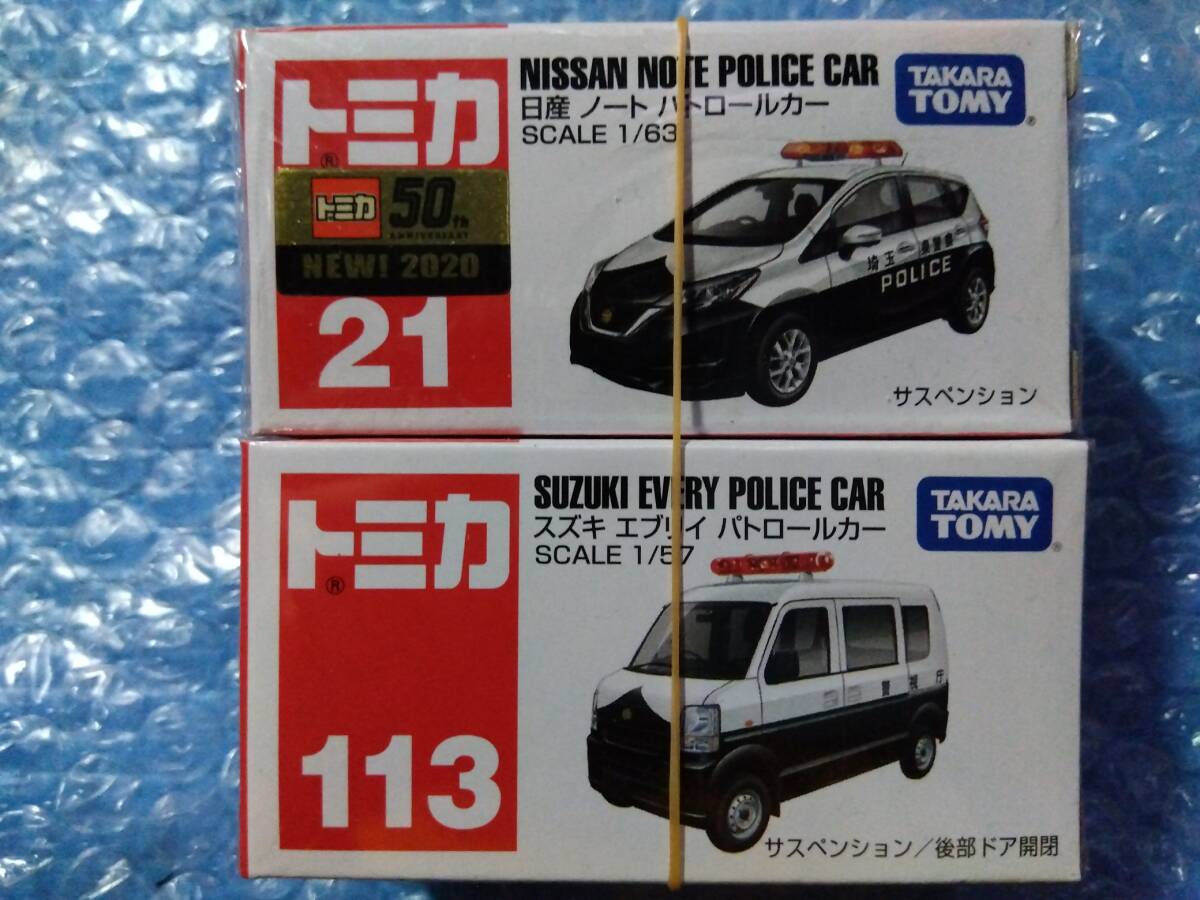 トミカ
®
トミカ 50th
ANNIVERSARY
NEW! 2020
21
NISSAN NOTE POLICE CAR
日産 ノート パトロールカー
SCALE 1/63
TAKARA
TOMY®
埼玉県警察
POLICE
サスペンション
トミカ
®
113
SUZUKI EVERY POLICE CAR
スズキ エブリイ パトロールカー
SCALE 1/57
TAKARA
TOMY®
警視庁
サスペンション/後部ドア開閉